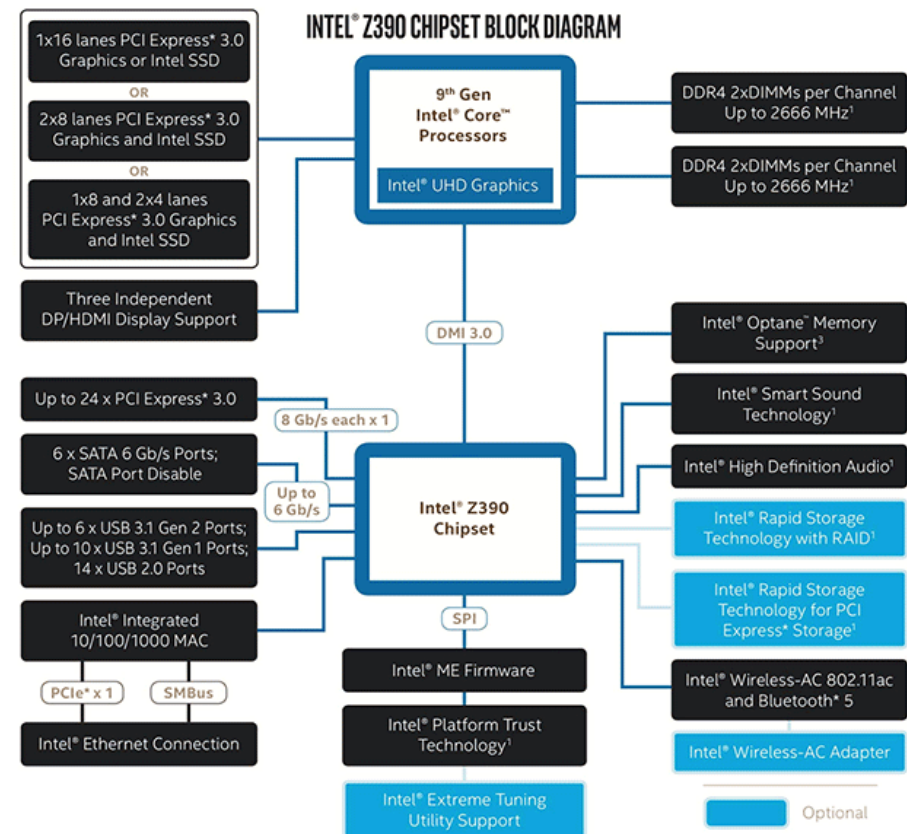 INTEL® Z390 CHIPSET BLOCK DIAGRAM
1x16 lanes PCI Express* 3.0
Graphics or Intel SSD
OR
2x8 lanes PCI Express* 3.0
Graphics and Intel SSD
OR
1x8 and 2x4 lanes
PCI Express* 3.0 Graphics
and Intel SSD
Three Independent
DP/HDMI Display Support
9th Gen
Intel® Core™
Processors
Intel® UHD Graphics
DDR4 2xDIMMs per Channel
Up to 2666 MHz¹
DDR4 2xDIMMs per Channel
Up to 2666 MHz¹
DMI 3.0
Up to 24 x PCI Express* 3.0
8 Gb/s each x 1
6 x SATA 6 Gb/s Ports;
SATA Port Disable
Up to
6 Gb/s
Up to 6 x USB 3.1 Gen 2 Ports;
Up to 10 x USB 3.1 Gen 1 Ports;
14 x USB 2.0 Ports
Intel® Integrated
10/100/1000 MAC
PCIe* x 1
SMBus
Intel® Ethernet Connection
Intel® Z390
Chipset
SPI
Intel® ME Firmware
Intel® Platform Trust
Technology¹
Intel® Extreme Tuning
Utility Support
Intel® Optane™ Memory
Support³
Intel® Smart Sound
Technology¹
Intel® High Definition Audio¹
Intel® Rapid Storage
Technology with RAID¹
Intel® Rapid Storage
Technology for PCI
Express* Storage¹
Intel® Wireless-AC 802.11ac
and Bluetooth* 5
Intel® Wireless-AC Adapter
Optional